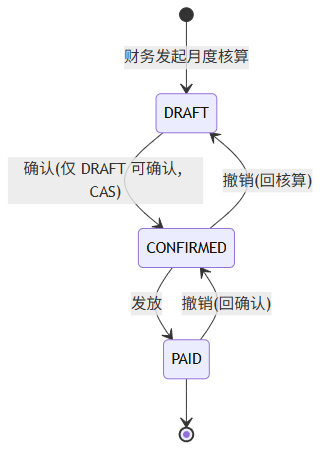 财务发起月度核算
DRAFT
确认(仅 DRAFT 可确认,
CAS)
撤销(回核算)
CONFIRMED
发放
撤销(回确认)
PAID